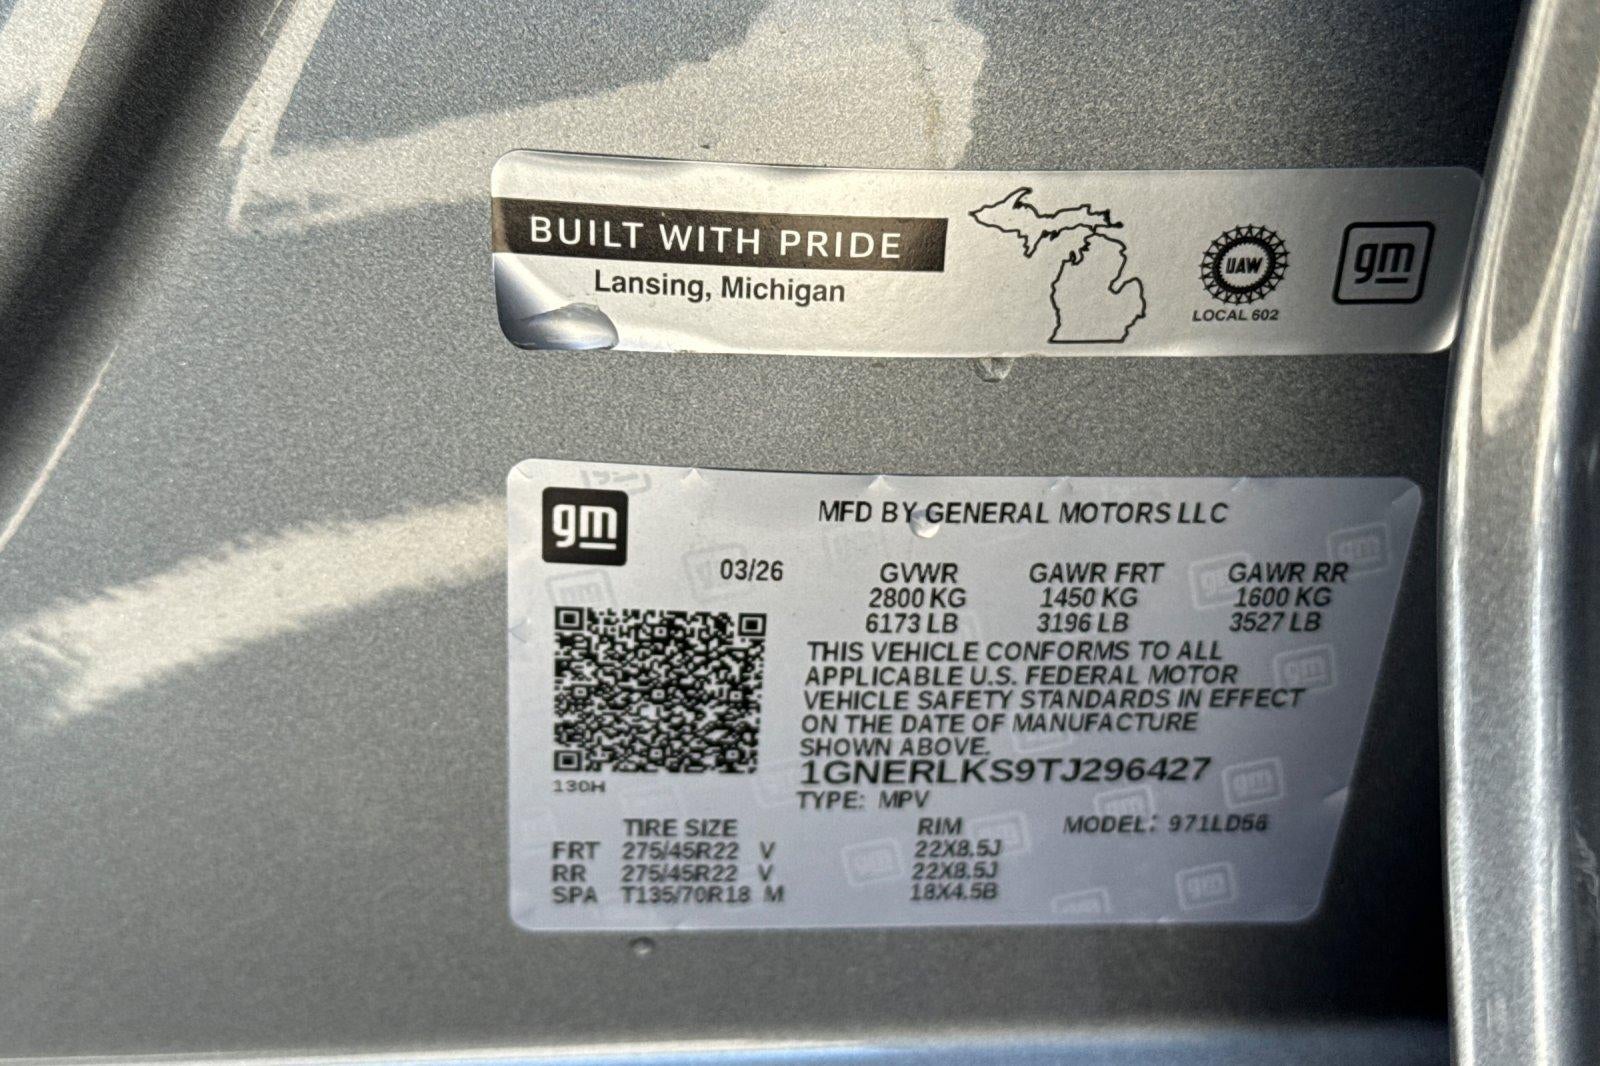 BUILT WITH PRIDE
Lansing, Michigan
UAW
LOCAL 602
gm
gm
MFD BY GENERAL MOTORS LLC
03/26 GVWR GAWR FRT GAWR RR
2800 KG 1450 KG 1600 KG
6173 LB 3196 LB 3527 LB
THIS VEHICLE CONFORMS TO ALL
APPLICABLE U.S. FEDERAL MOTOR
VEHICLE SAFETY STANDARDS IN EFFECT
ON THE DATE OF MANUFACTURE
SHOWN ABOVE.
1GNERLKS9TJ296427
130H
TYPE: MPV
TIRE SIZE RIM MODEL: 971LD56
FRT 275/45R22 V 22X8.5J
RR 275/45R22 V 22X8.5J
SPA T135/70R18 M 18X4.5B